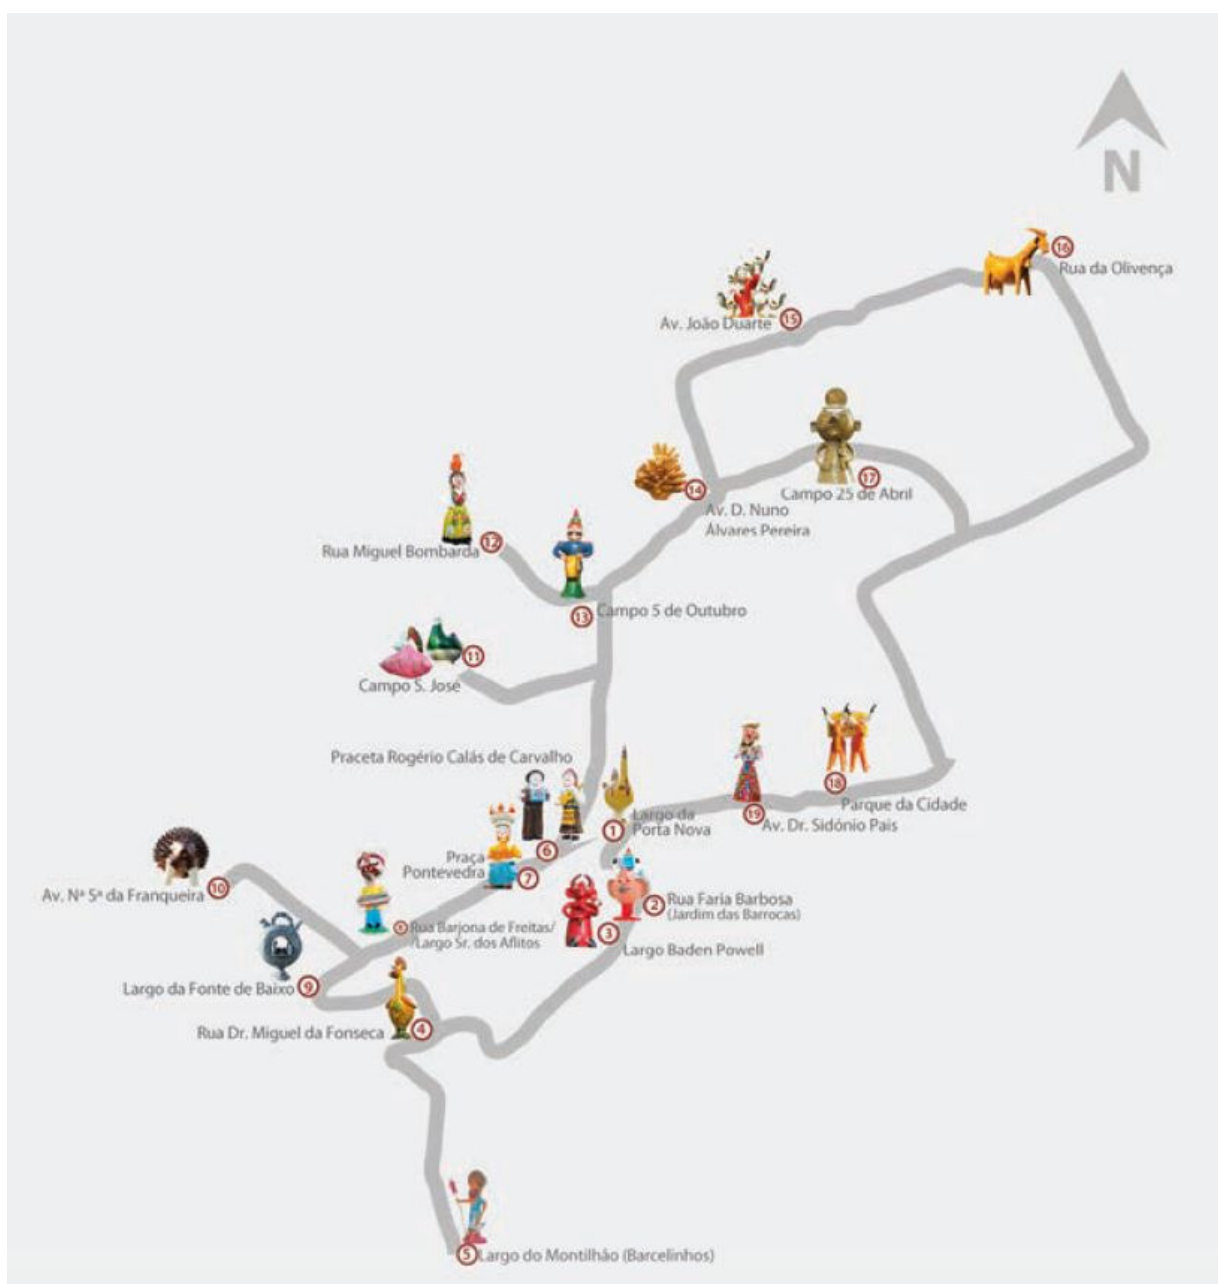 N
16
Rua da Olivença
Av. João Duarte 15
17
Campo 25 de Abril
14
Av. D. Nuno
Álvares Pereira
12
Rua Miguel Bombarda
13 Campo 5 de Outubro
11
Campo S. José
Praceta Rogério Calás de Carvalho
6
18
Parque da Cidade
19 Av. Dr. Sidónio Pais
1 Largo da
Porta Nova
Praça
Pontevedra 7
Av. Nª Sª da Franqueira 10
2 Rua Faria Barbosa
(Jardim das Barrocas)
3
Largo Baden Powell
8 Rua Barjona de Freitas/
/Largo Sr. dos Aflitos
Largo da Fonte de Baixo 9
Rua Dr. Miguel da Fonseca 4
5 Largo do Montilhão (Barcelinhos)